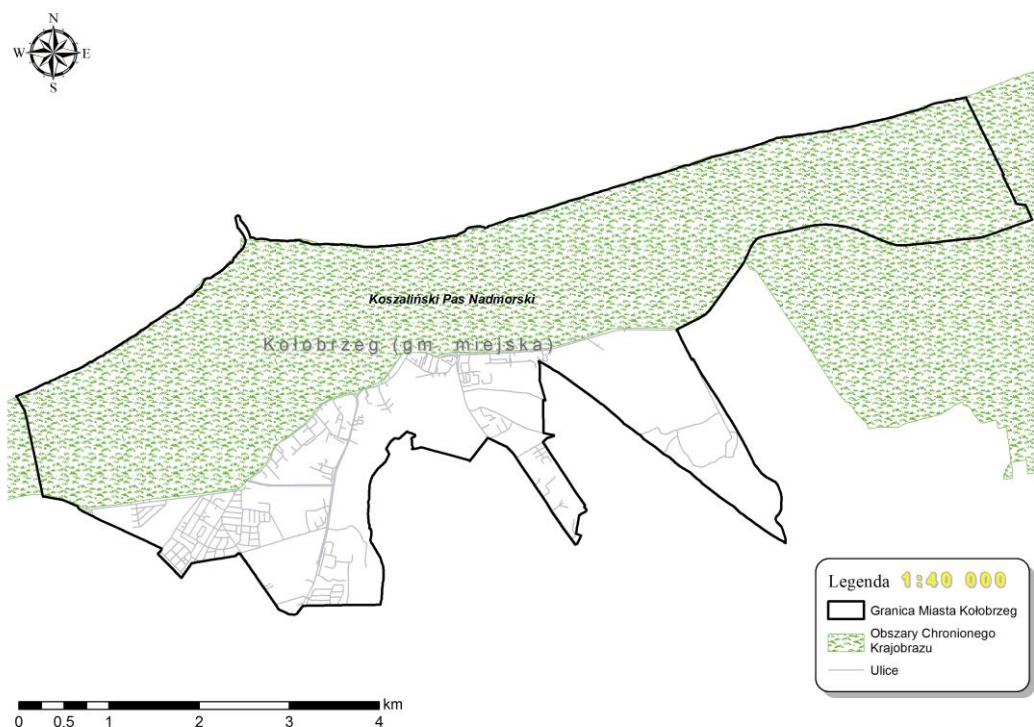 N
W E
S
Koszaliński Pas Nadmorski
Kołobrzeg (gm. miejska)
Legenda 1:40 000
Granica Miasta Kołobrzeg
Obszary Chronionego
Krajobrazu
Ulice
km
0 0.5 1 2 3 4